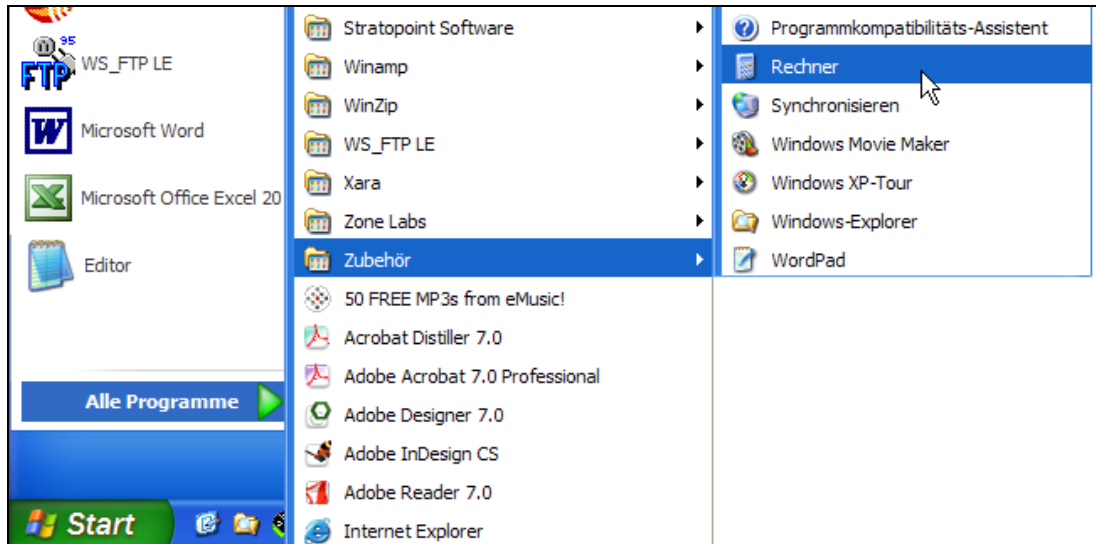 95
FTP
WS_FTP LE
W
Microsoft Word
Microsoft Office Excel 20
Editor
Alle Programme
Start
Stratopoint Software
Winamp
WinZip
WS_FTP LE
Xara
Zone Labs
Zubehör
50 FREE MP3s from eMusic!
Acrobat Distiller 7.0
Adobe Acrobat 7.0 Professional
Adobe Designer 7.0
Adobe InDesign CS
Adobe Reader 7.0
Internet Explorer
Programmkompatibilitäts-Assistent
Rechner
Synchronisieren
Windows Movie Maker
Windows XP-Tour
Windows-Explorer
WordPad